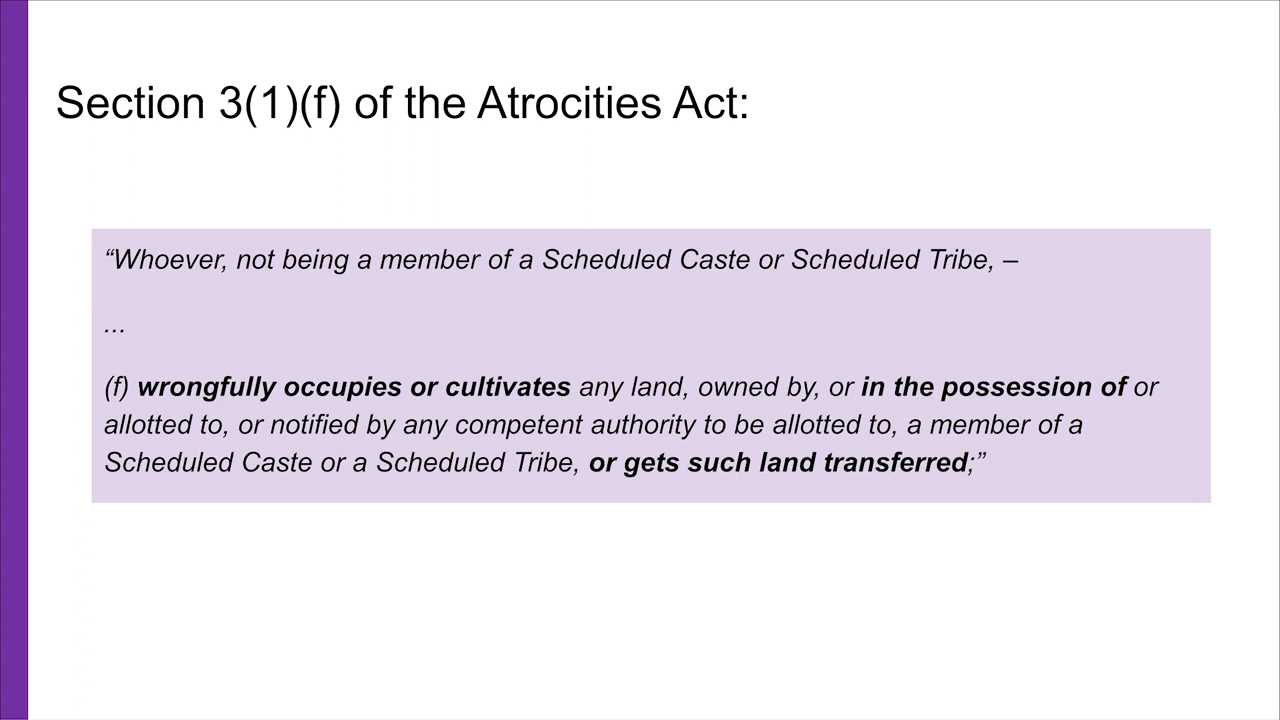 Section 3(1)(f) of the Atrocities Act:
“Whoever, not being a member of a Scheduled Caste or Scheduled Tribe, –
...
(f) wrongfully occupies or cultivates any land, owned by, or in the possession of or
allotted to, or notified by any competent authority to be allotted to, a member of a
Scheduled Caste or a Scheduled Tribe, or gets such land transferred;”